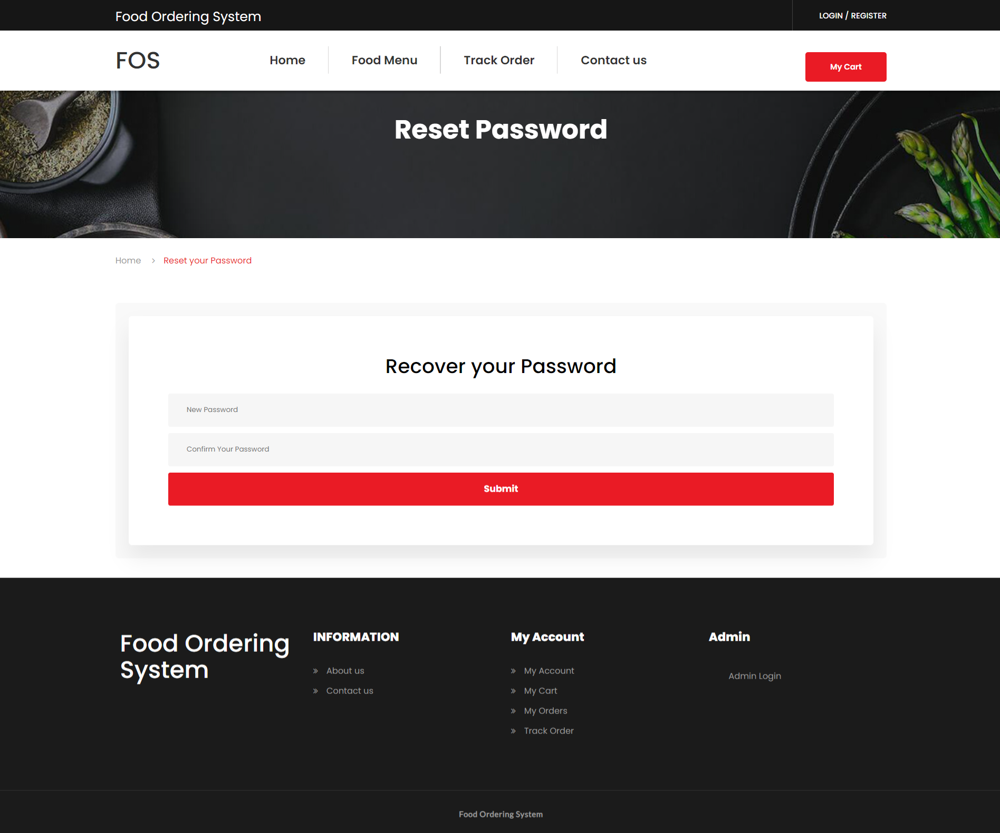 Food Ordering System
LOGIN / REGISTER
FOS
Home
Food Menu
Track Order
Contact us
My Cart
Reset Password
Home
Reset your Password
Recover your Password
New Password
Confirm Your Password
Submit
Food Ordering
System
INFORMATION
About us
Contact us
My Account
My Account
My Cart
My Orders
Track Order
Admin
Admin Login
Food Ordering System